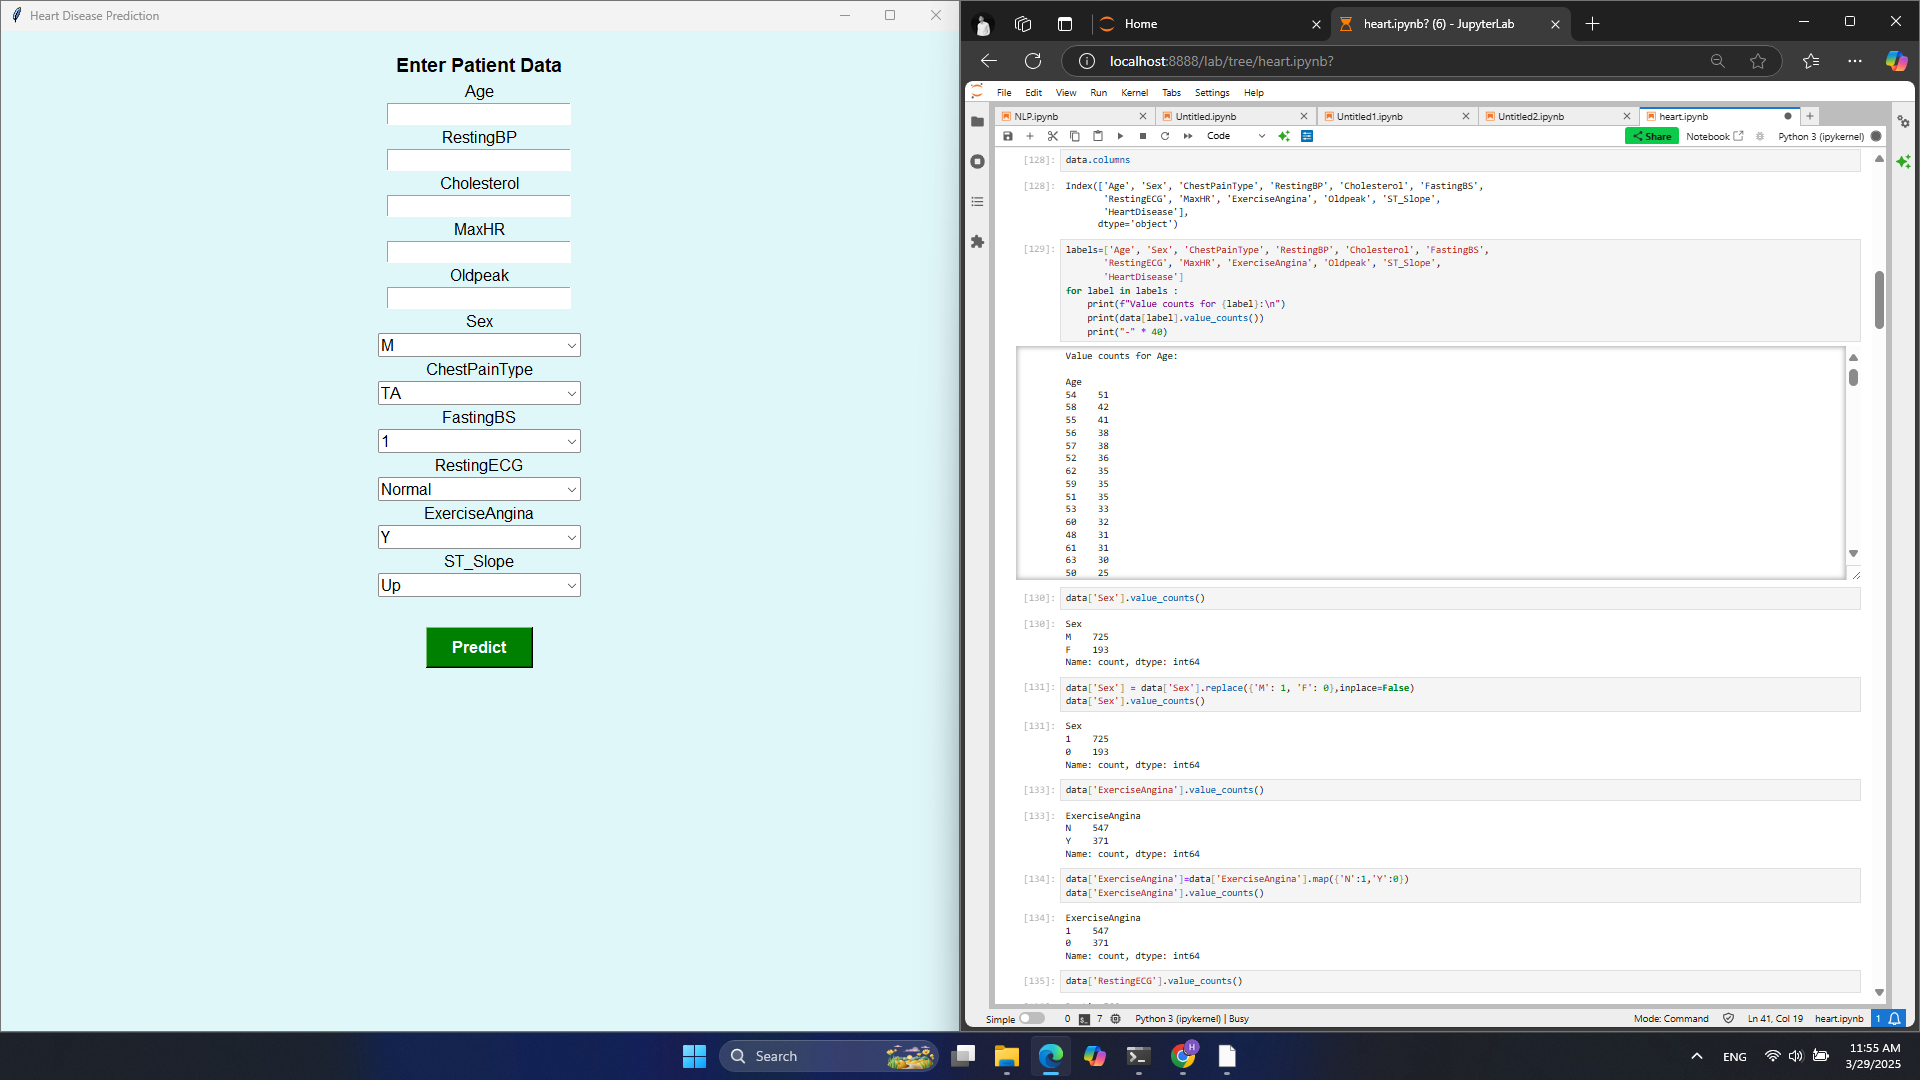 Heart Disease Prediction
Enter Patient Data
Age
RestingBP
Cholesterol
MaxHR
Oldpeak
Sex
M
ChestPainType
TA
FastingBS
1
RestingECG
Normal
ExerciseAngina
Y
ST_Slope
Up
Predict
Home
heart.ipynb? (6) - JupyterLab
localhost:8888/lab/tree/heart.ipynb?
File Edit View Run Kernel Tabs Settings Help
NLP.ipynb Untitled.ipynb Untitled1.ipynb Untitled2.ipynb heart.ipynb
Code Share Notebook Python 3 (ipykernel)
[128]: data.columns
[128]: Index(['Age', 'Sex', 'ChestPainType', 'RestingBP', 'Cholesterol', 'FastingBS',
'RestingECG', 'MaxHR', 'ExerciseAngina', 'Oldpeak', 'ST_Slope',
'HeartDisease'],
dtype='object')
[129]: labels=['Age', 'Sex', 'ChestPainType', 'RestingBP', 'Cholesterol', 'FastingBS',
'RestingECG', 'MaxHR', 'ExerciseAngina', 'Oldpeak', 'ST_Slope',
'HeartDisease']
for label in labels :
print(f"Value counts for {label}:\n")
print(data[label].value_counts())
print("-" * 40)
Value counts for Age:
Age
54 51
58 42
55 41
56 38
57 38
52 36
62 35
59 35
51 35
53 33
60 32
48 31
61 31
63 30
50 25
[130]: data['Sex'].value_counts()
[130]: Sex
M 725
F 193
Name: count, dtype: int64
[131]: data['Sex'] = data['Sex'].replace({'M': 1, 'F': 0},inplace=False)
data['Sex'].value_counts()
[131]: Sex
1 725
0 193
Name: count, dtype: int64
[133]: data['ExerciseAngina'].value_counts()
[133]: ExerciseAngina
N 547
Y 371
Name: count, dtype: int64
[134]: data['ExerciseAngina']=data['ExerciseAngina'].map({'N':1,'Y':0})
data['ExerciseAngina'].value_counts()
[134]: ExerciseAngina
1 547
0 371
Name: count, dtype: int64
[135]: data['RestingECG'].value_counts()
Simple 0 7 Python 3 (ipykernel) | Busy Mode: Command Ln 41, Col 19 heart.ipynb 1
Search
H
ENG
11:55 AM
3/29/2025